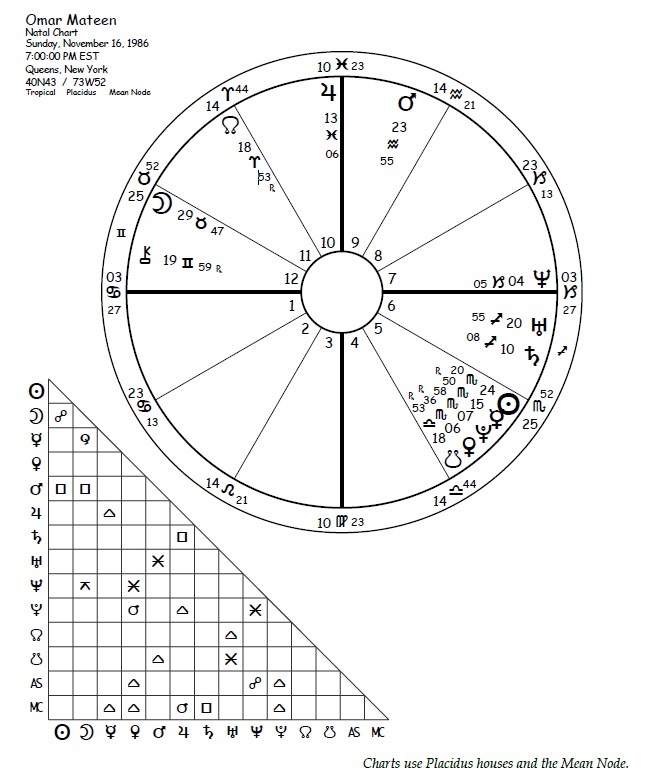 Omar Mateen
Natal Chart
Sunday, November 16, 1986
7:00:00 PM EST
Queens, New York
40N43 / 73W52
Tropical Placidus Mean Node
10 ♓ 23
14 ♈ 44
14 ♒ 21
♃
13
♓
06
♂
23
♒
55
☊
18
♈
53
℞
52
♉
25
23
♑
13
☽ 29 ♉ 47
♊
⚷ 19 ♊ 59 ℞
10 9
11 8
12 7
1 6
2 5
3 4
03
♋
27
05 ♑ 04 ♆
03
♑
27
55 ♐ 20 ♅
08 ♐ 10 ♄
♐
℞ 20
50 ♏ 24 ☉
℞ 58 ♏ 15 ☿
℞ 36 ♏ 07 ♇
53 ♏ 06 ♀
♎ 18 ☋
52
♏
25
23
♋
13
14 ♌ 21
14 ♎ 44
10 ♍ 23
☉
☽ ☍
☿ ⚼
♀
♂ □ □
♃ △
♄ □
♅ ⚹
♆ ⚻ ⚹
♇ ☌ △ ⚹
☊ △
☋ △ ⚹
AS △ ☍ △
MC △ △ ☌ □ △
☉ ☽ ☿ ♀ ♂ ♃ ♄ ♅ ♆ ♇ ☊ ☋ AS MC
Charts use Placidus houses and the Mean Node.